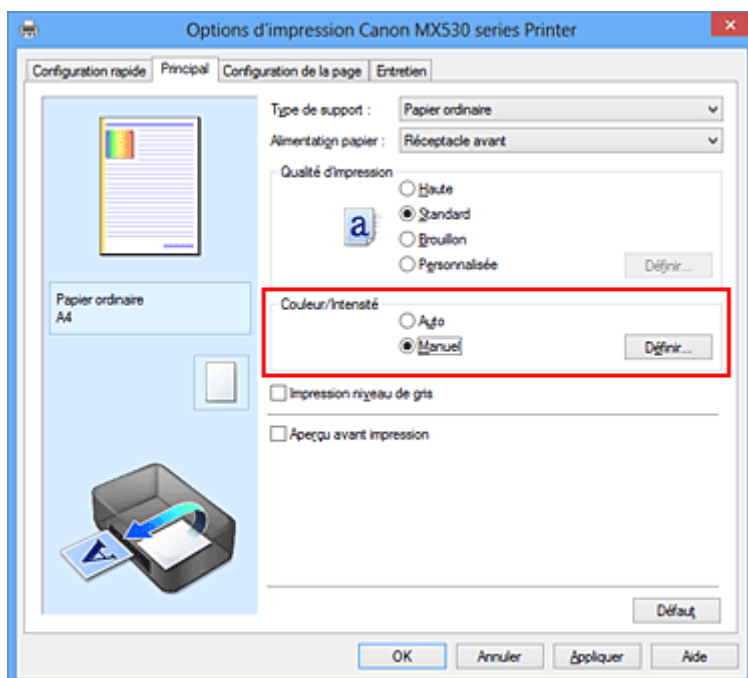 Options d'impression Canon MX530 series Printer
Configuration rapide Principal Configuration de la page Entretien
Type de support : Papier ordinaire
Alimentation papier : Réceptacle avant
Qualité d'impression
Haute
a Standard
Brouillon
Personnalisée Définir...
Papier ordinaire
A4
Couleur/Intensité
Auto
Manuel Définir...
Impression niveau de gris
Aperçu avant impression
A
Défaut
OK Annuler Appliquer Aide